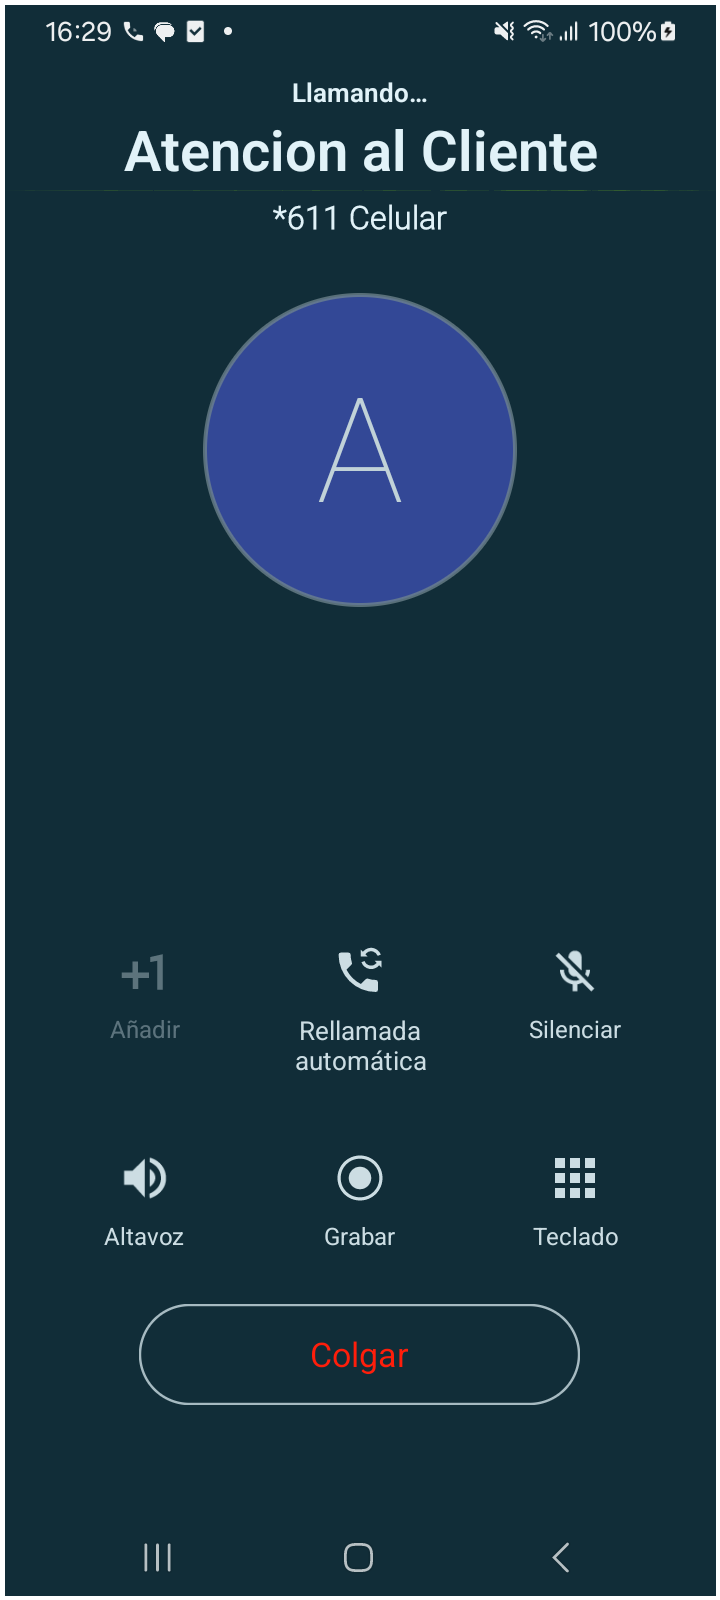 16:29 100%
Llamando...
Atencion al Cliente
*611 Celular
A
+1
Añadir
Rellamada
automática
Silenciar
Altavoz
Grabar
Teclado
Colgar